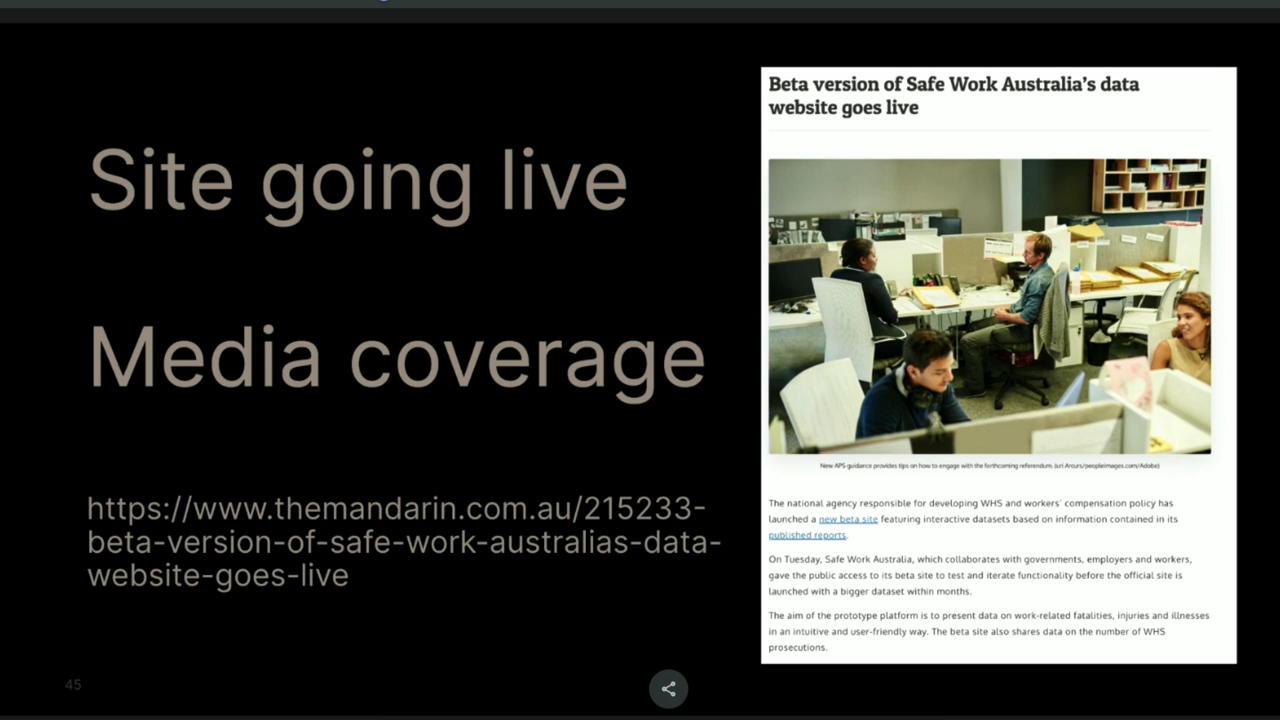 Site going live
Media coverage
https://www.themandarin.com.au/215233-
beta-version-of-safe-work-australias-data-
website-goes-live
45
Beta version of Safe Work Australia’s data
website goes live
New APS guidance provides tips on how to engage with the forthcoming referendum. (uri Arcurs/peopleimages.com/Adobe)
The national agency responsible for developing WHS and workers’ compensation policy has
launched a new beta site featuring interactive datasets based on information contained in its
published reports.
On Tuesday, Safe Work Australia, which collaborates with governments, employers and workers,
gave the public access to its beta site to test and iterate functionality before the official site is
launched with a bigger dataset within months.
The aim of the prototype platform is to present data on work-related fatalities, injuries and illnesses
in an intuitive and user-friendly way. The beta site also shares data on the number of WHS
prosecutions.